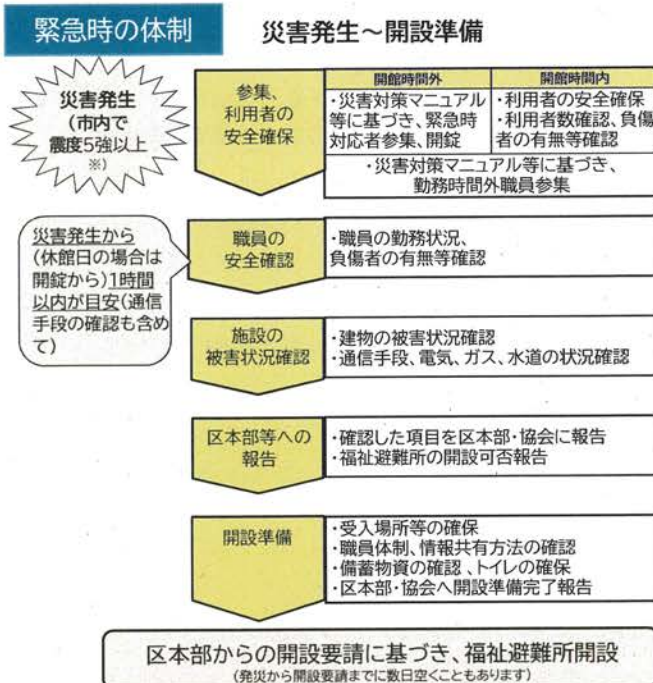 緊急時の体制
災害発生～開設準備
災害発生
(市内で
震度5強以上
※)
参集、
利用者の
安全確保
開館時間外
・災害対策マニュアル
等に基づき、緊急時
対応者参集、開錠
開館時間内
・利用者の安全確保
・利用者数確認、負傷
者の有無等確認
・災害対策マニュアル等に基づき、
勤務時間外職員参集
災害発生から
(休館日の場合は
開錠から)1時間
以内が目安(通信
手段の確認も含め
て)
職員の
安全確認
・職員の勤務状況、
負傷者の有無等確認
施設の
被害状況確認
・建物の被害状況確認
・通信手段、電気、ガス、水道の状況確認
区本部等への
報告
・確認した項目を区本部・協会に報告
・福祉避難所の開設可否報告
開設準備
・受入場所等の確保
・職員体制、情報共有方法の確認
・備蓄物資の確認、トイレの確保
・区本部・協会へ開設準備完了報告
区本部からの開設要請に基づき、福祉避難所開設
(発災から開設要請までに数日空くこともあります)